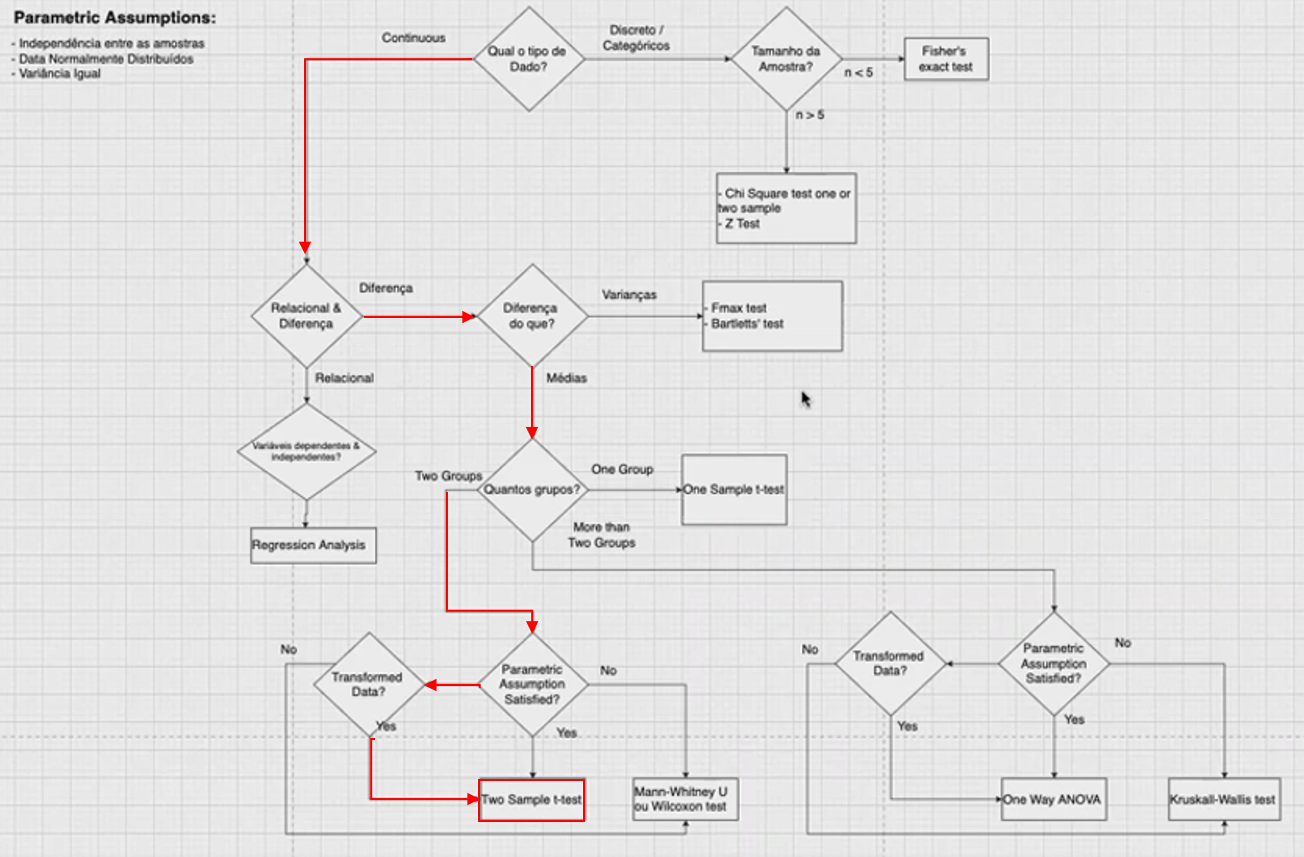 Parametric Assumptions:
- Independência entre as amostras
- Data Normalmente Distribuídos
- Variância Igual
Continuous
Qual o tipo de
Dado?
Discreto /
Categóricos
Tamanho da
Amostra?
n < 5
Fisher's
exact test
n > 5
- Chi Square test one or
two sample
- Z Test
Relacional &
Diferença
Diferença
Diferença
do que?
Varianças
- Fmax test
- Bartletts' test
Relacional
Médias
Variáveis dependentes &
independentes?
Regression Analysis
Two Groups
Quantos grupos?
One Group
One Sample t-test
More than
Two Groups
No
Transformed
Data?
Yes
Parametric
Assumption
Satisfied?
No
Yes
Two Sample t-test
Mann-Whitney U
ou Wilcoxon test
No
Transformed
Data?
Yes
Parametric
Assumption
Satisfied?
No
Yes
One Way ANOVA
Kruskall-Wallis test